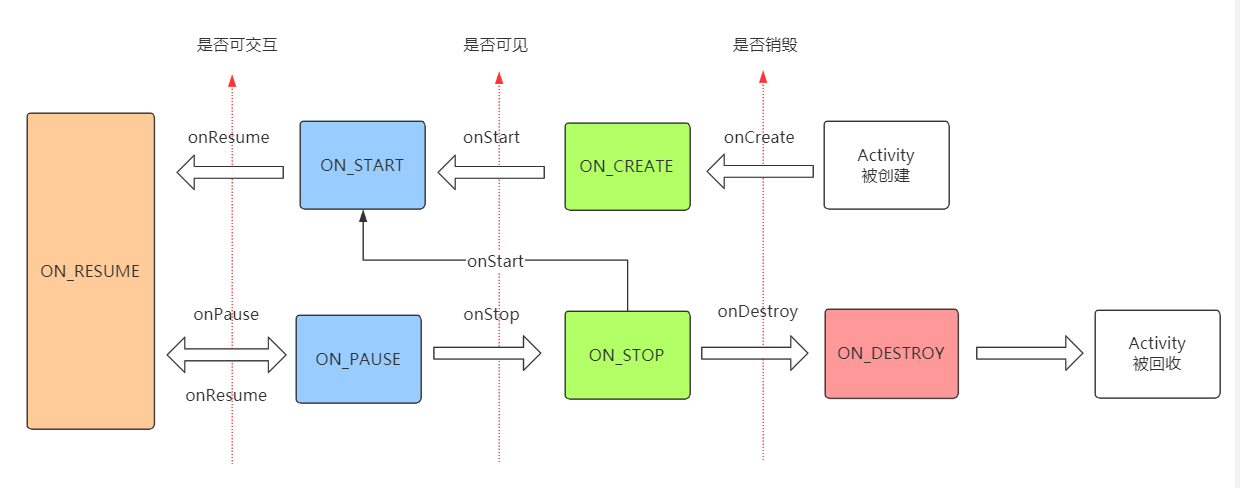 是否可交互
是否可见
是否销毁
onResume
onStart
onCreate
ON_START
ON_CREATE
Activity
被创建
ON_RESUME
onStart
onPause
onStop
onDestroy
ON_PAUSE
ON_STOP
ON_DESTROY
Activity
被回收
onResume